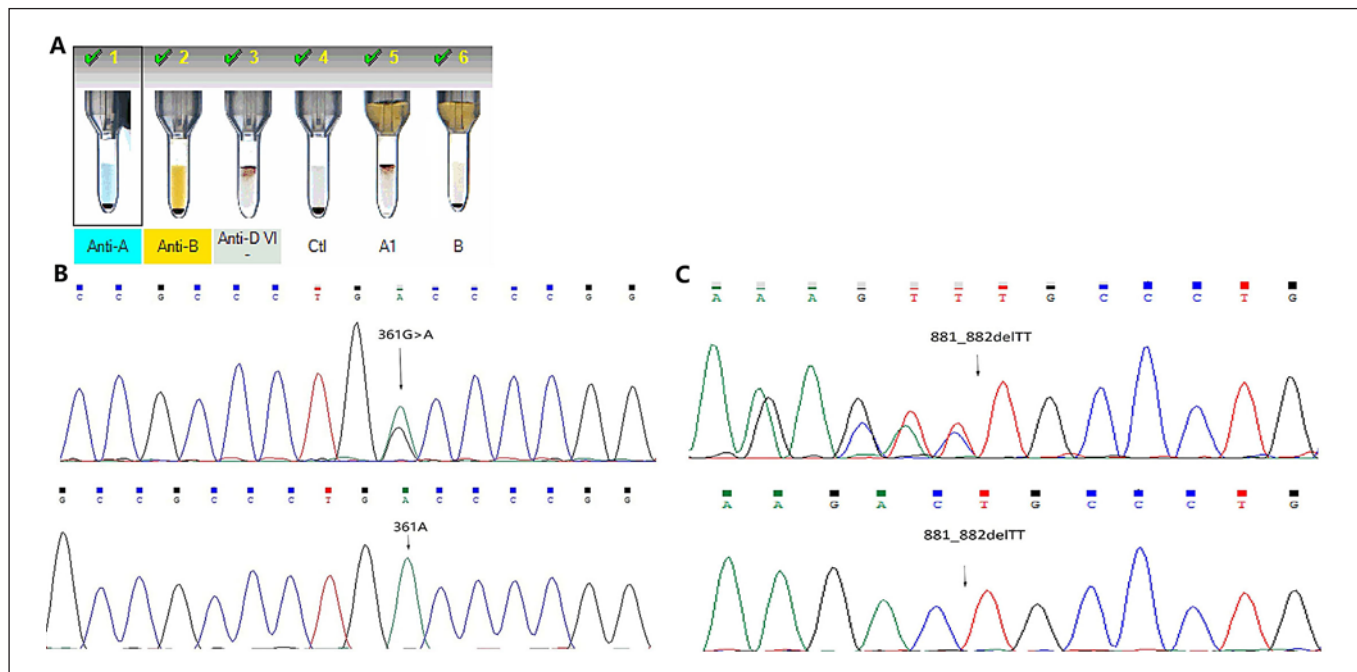 A
1 2 3 4 5 6
Anti-A Anti-B Anti-D VI - Ctl A1 B
B
C C G C C C T G A C C C C G G
361G>A
G C C G C C C T G A C C C C G G
361A
C
A A A G T T T G C C C T G
881_882delTT
A A G A C T G C C C T G
881_882delTT